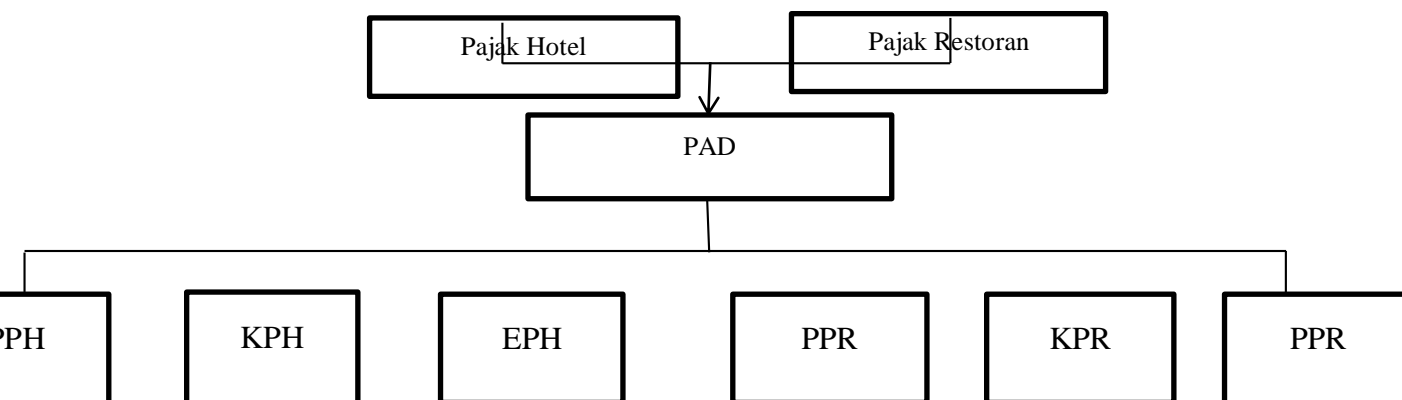 Pajak Hotel
Pajak Restoran
PAD
PPH
KPH
EPH
PPR
KPR
PPR